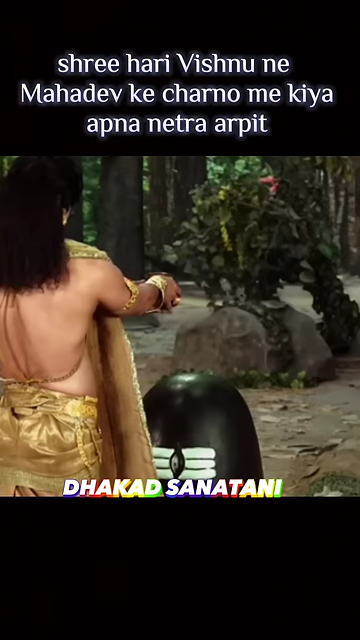 shree hari Vishnu ne
Mahadev ke charno me kiya
apna netra arpit
DHAKAD SANATANI